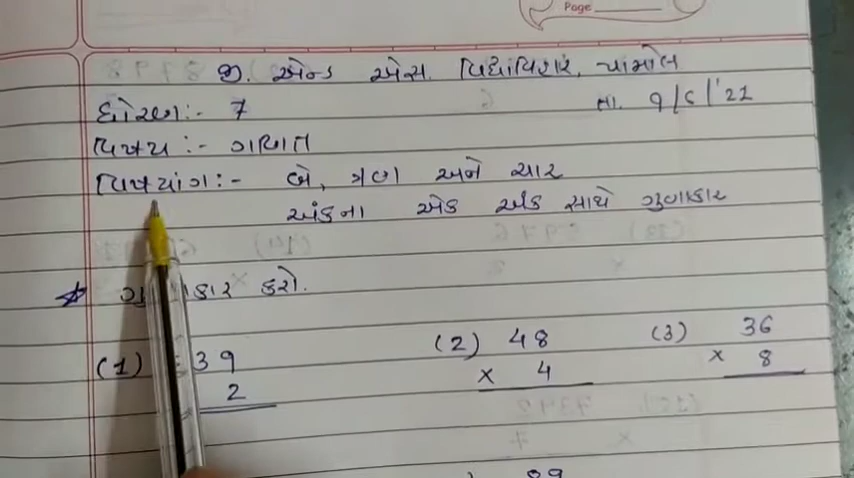 Page
જી. એન્ડ એસ. વિદ્યાવિહાર, ચામોલ
ધોરણ:- 7
તા. 9/6/'21
વિષય :- ગણિત
વિષયાંગ:- બે, ત્રણ અને ચાર
અંકના એક અંક સાથે ગુણાકાર
કરો.
(1) 39 (2) 48 (3) 36
2 × 4 × 8